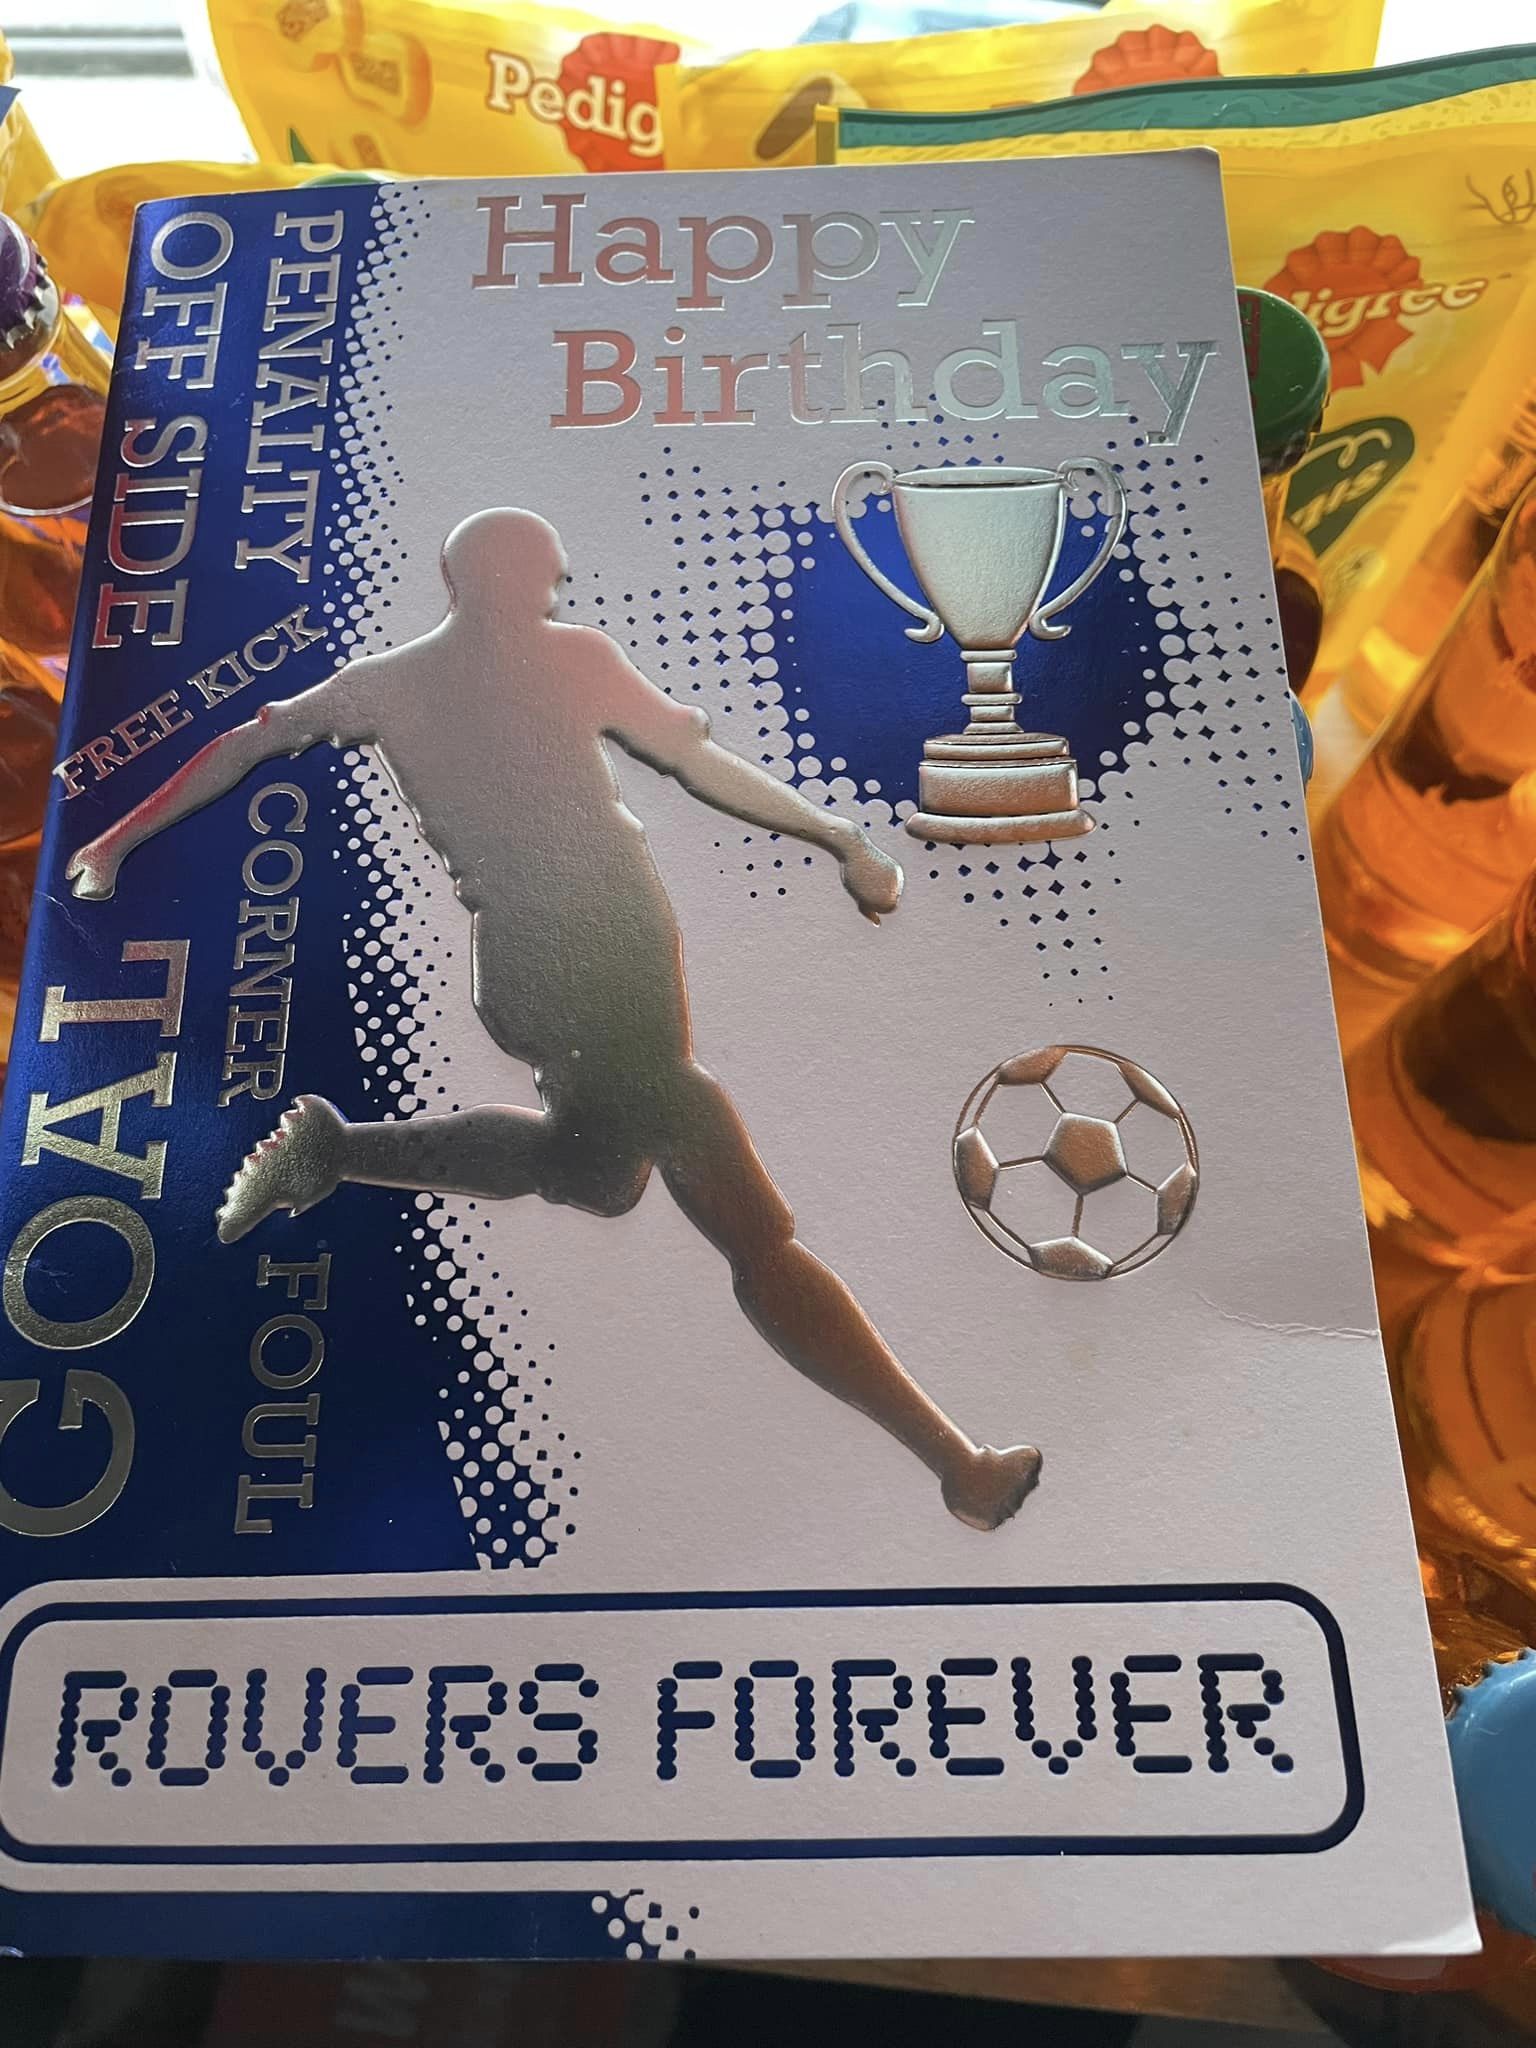 Pedig
digree
Happy
Birthday
OFF SIDE
PENALTY
FREE KICK
CORNER
GOAL
FOUL
ROVERS FOREVER